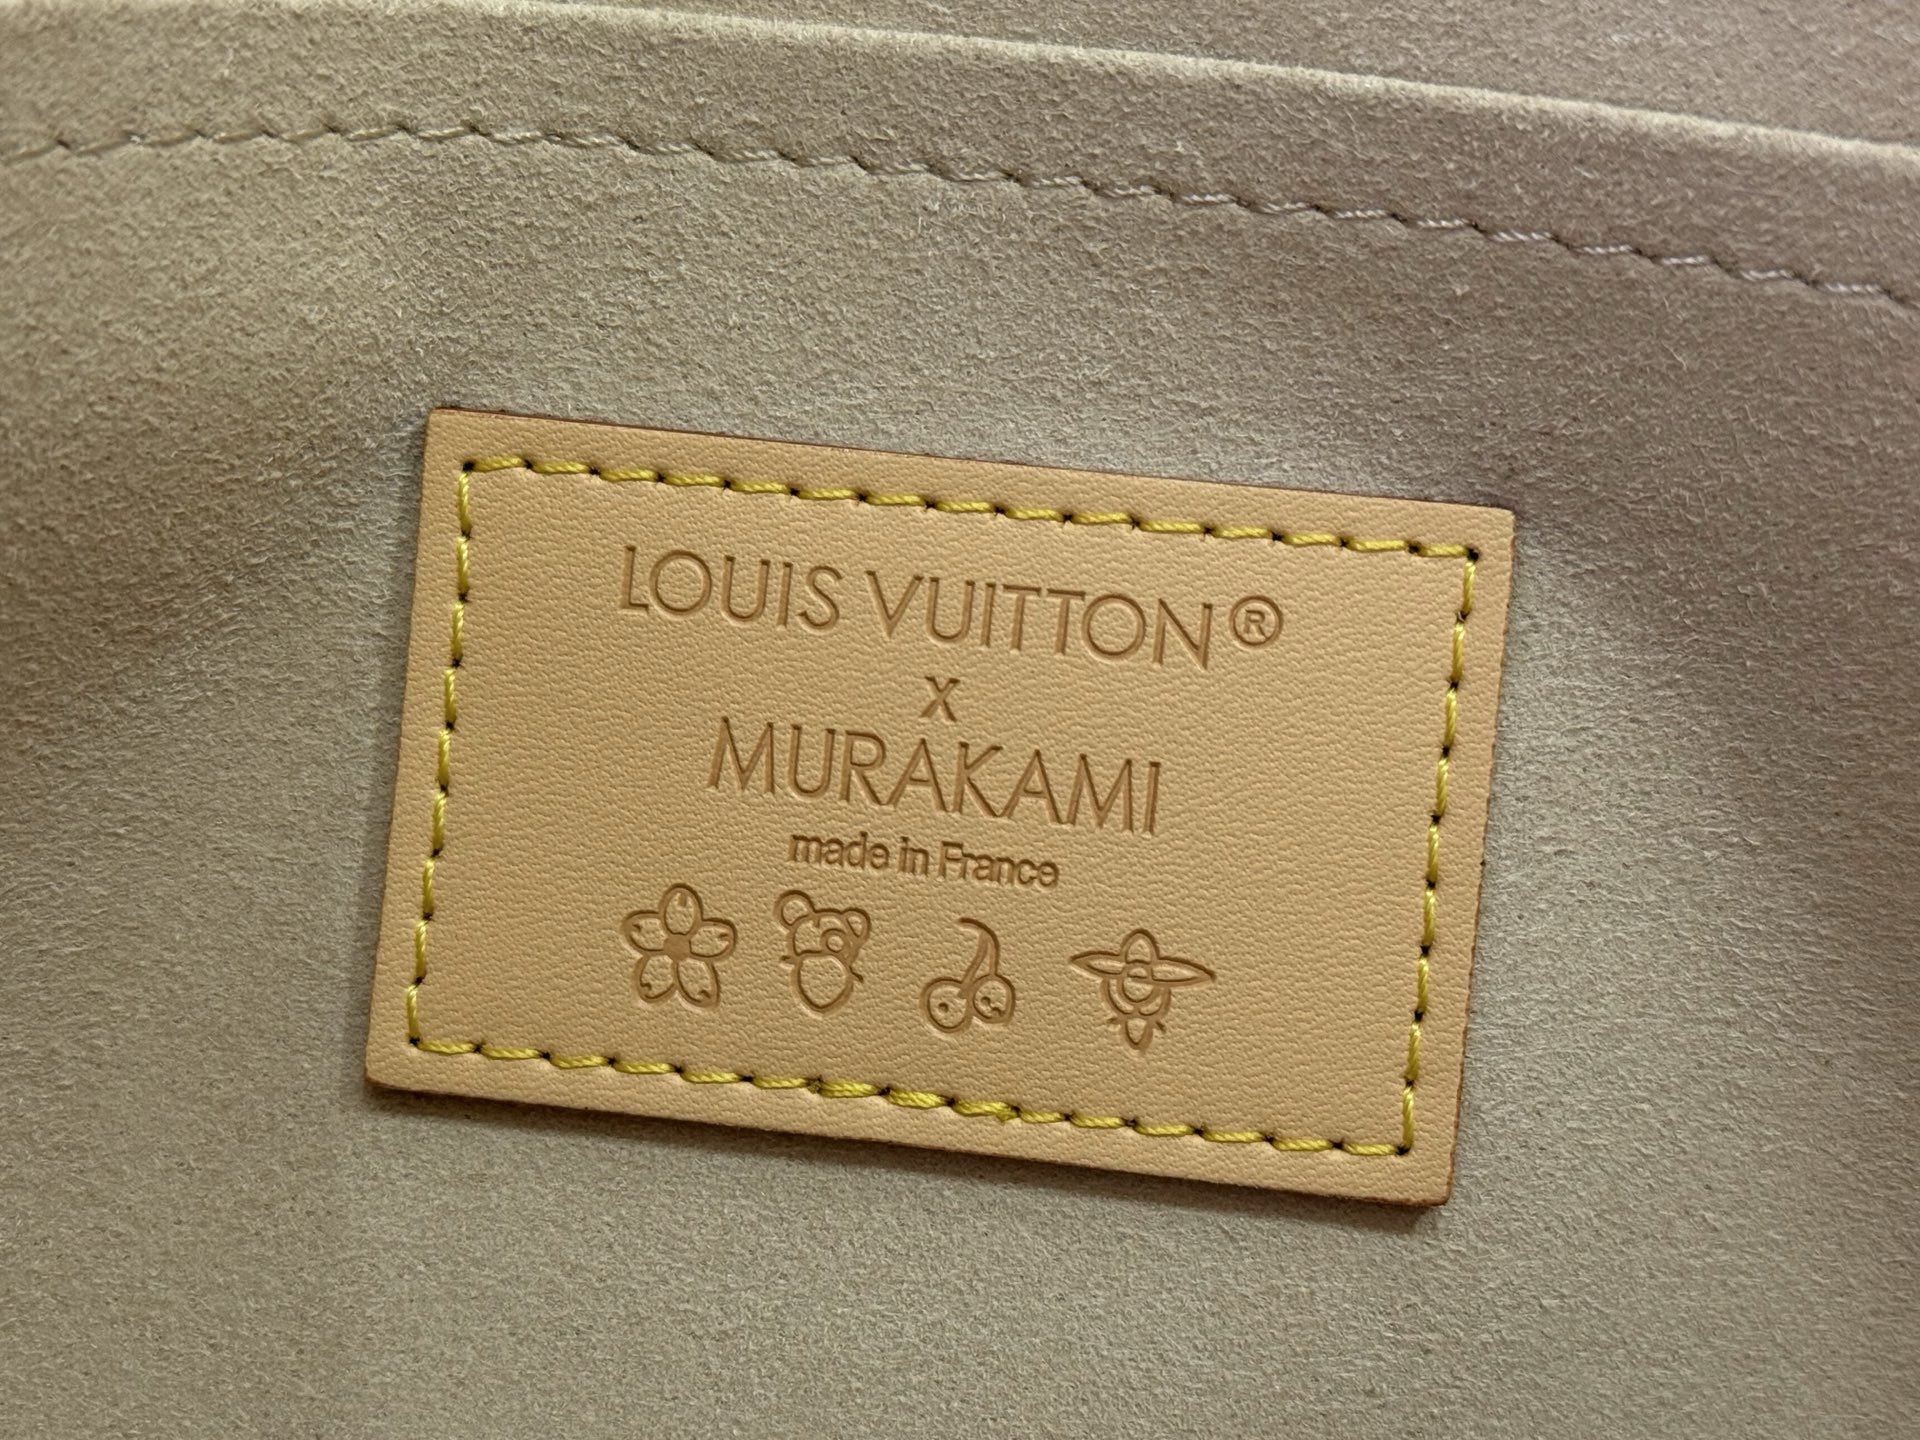 LOUIS VUITTON®
x
MURAKAMI
made in France